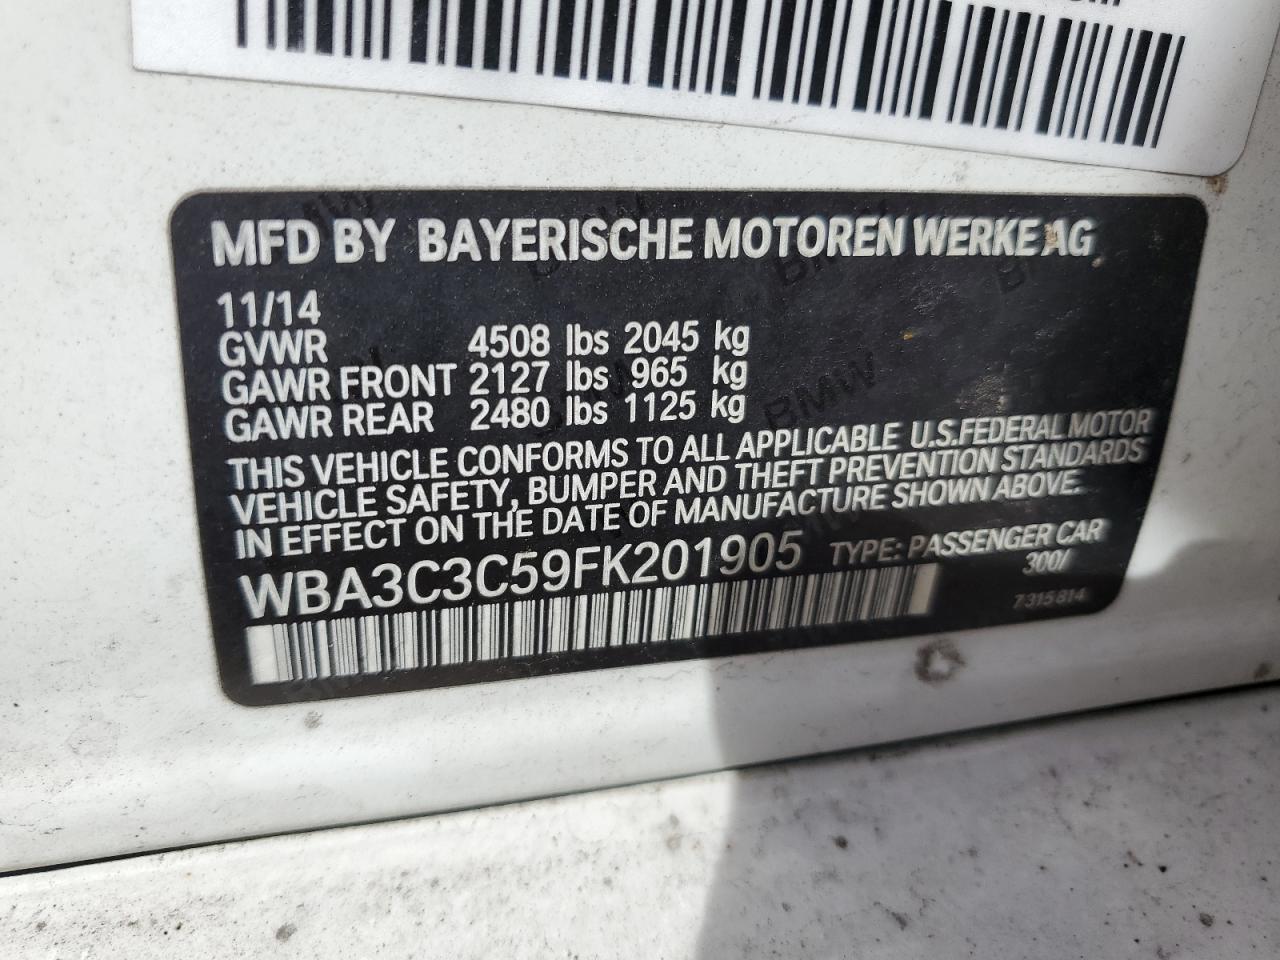 MFD BY BAYERISCHE MOTOREN WERKE AG
11/14
GVWR 4508 lbs 2045 kg
GAWR FRONT 2127 lbs 965 kg
GAWR REAR 2480 lbs 1125 kg
THIS VEHICLE CONFORMS TO ALL APPLICABLE U.S.FEDERAL MOTOR
VEHICLE SAFETY, BUMPER AND THEFT PREVENTION STANDARDS
IN EFFECT ON THE DATE OF MANUFACTURE SHOWN ABOVE.
WBA3C3C59FK201905 TYPE: PASSENGER CAR
300/
7315814